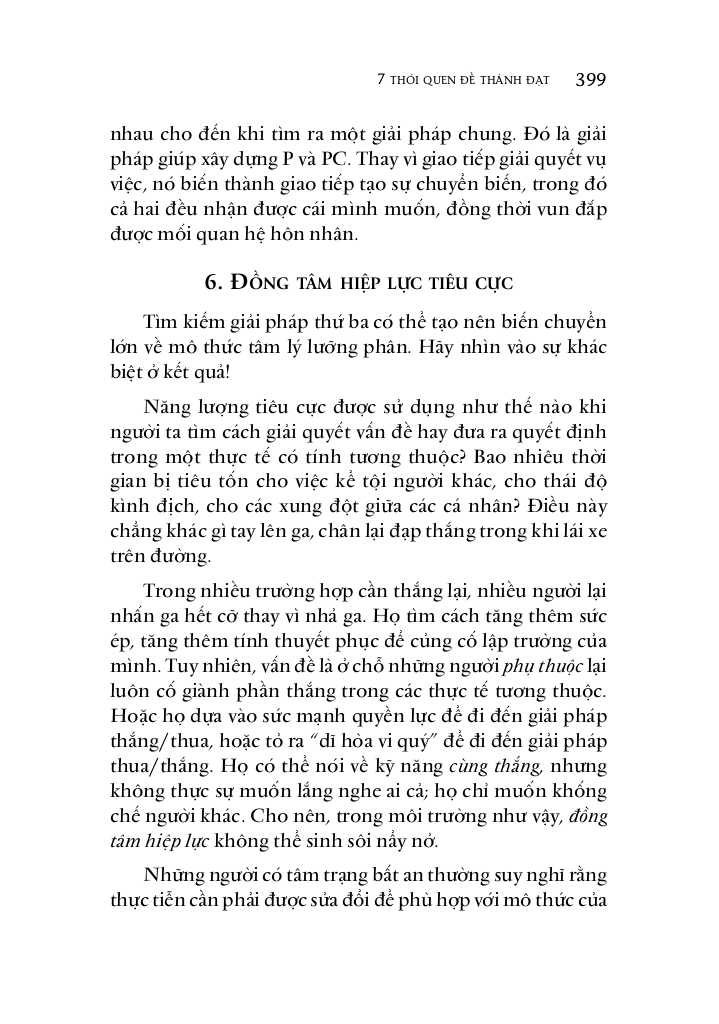 7 THÓI QUEN ĐỂ THÀNH ĐẠT 399
nhau cho đến khi tìm ra một giải pháp chung. Đó là giải
pháp giúp xây dựng P và PC. Thay vì giao tiếp giải quyết vụ
việc, nó biến thành giao tiếp tạo sự chuyển biến, trong đó
cả hai đều nhận được cái mình muốn, đồng thời vun đắp
được mối quan hệ hôn nhân.
6. ĐỒNG TÂM HIỆP LỰC TIÊU CỰC
Tìm kiếm giải pháp thứ ba có thể tạo nên biến chuyển
lớn về mô thức tâm lý lưỡng phân. Hãy nhìn vào sự khác
biệt ở kết quả!
Năng lượng tiêu cực được sử dụng như thế nào khi
người ta tìm cách giải quyết vấn đề hay đưa ra quyết định
trong một thực tế có tính tương thuộc? Bao nhiêu thời
gian bị tiêu tốn cho việc kể tội người khác, cho thái độ
kình địch, cho các xung đột giữa các cá nhân? Điều này
chẳng khác gì tay lên ga, chân lại đạp thắng trong khi lái xe
trên đường.
Trong nhiều trường hợp cần thắng lại, nhiều người lại
nhấn ga hết cỡ thay vì nhả ga. Họ tìm cách tăng thêm sức
ép, tăng thêm tính thuyết phục để củng cố lập trường của
mình. Tuy nhiên, vấn đề là ở chỗ những người phụ thuộc lại
luôn cố giành phần thắng trong các thực tế tương thuộc.
Hoặc họ dựa vào sức mạnh quyền lực để đi đến giải pháp
thắng/thua, hoặc tỏ ra “dĩ hòa vi quý” để đi đến giải pháp
thua/thắng. Họ có thể nói về kỹ năng cùng thắng, nhưng
không thực sự muốn lắng nghe ai cả; họ chỉ muốn khống
chế người khác. Cho nên, trong môi trường như vậy, đồng
tâm hiệp lực không thể sinh sôi nẩy nở.
Những người có tâm trạng bất an thường suy nghĩ rằng
thực tiễn cần phải được sửa đổi để phù hợp với mô thức của